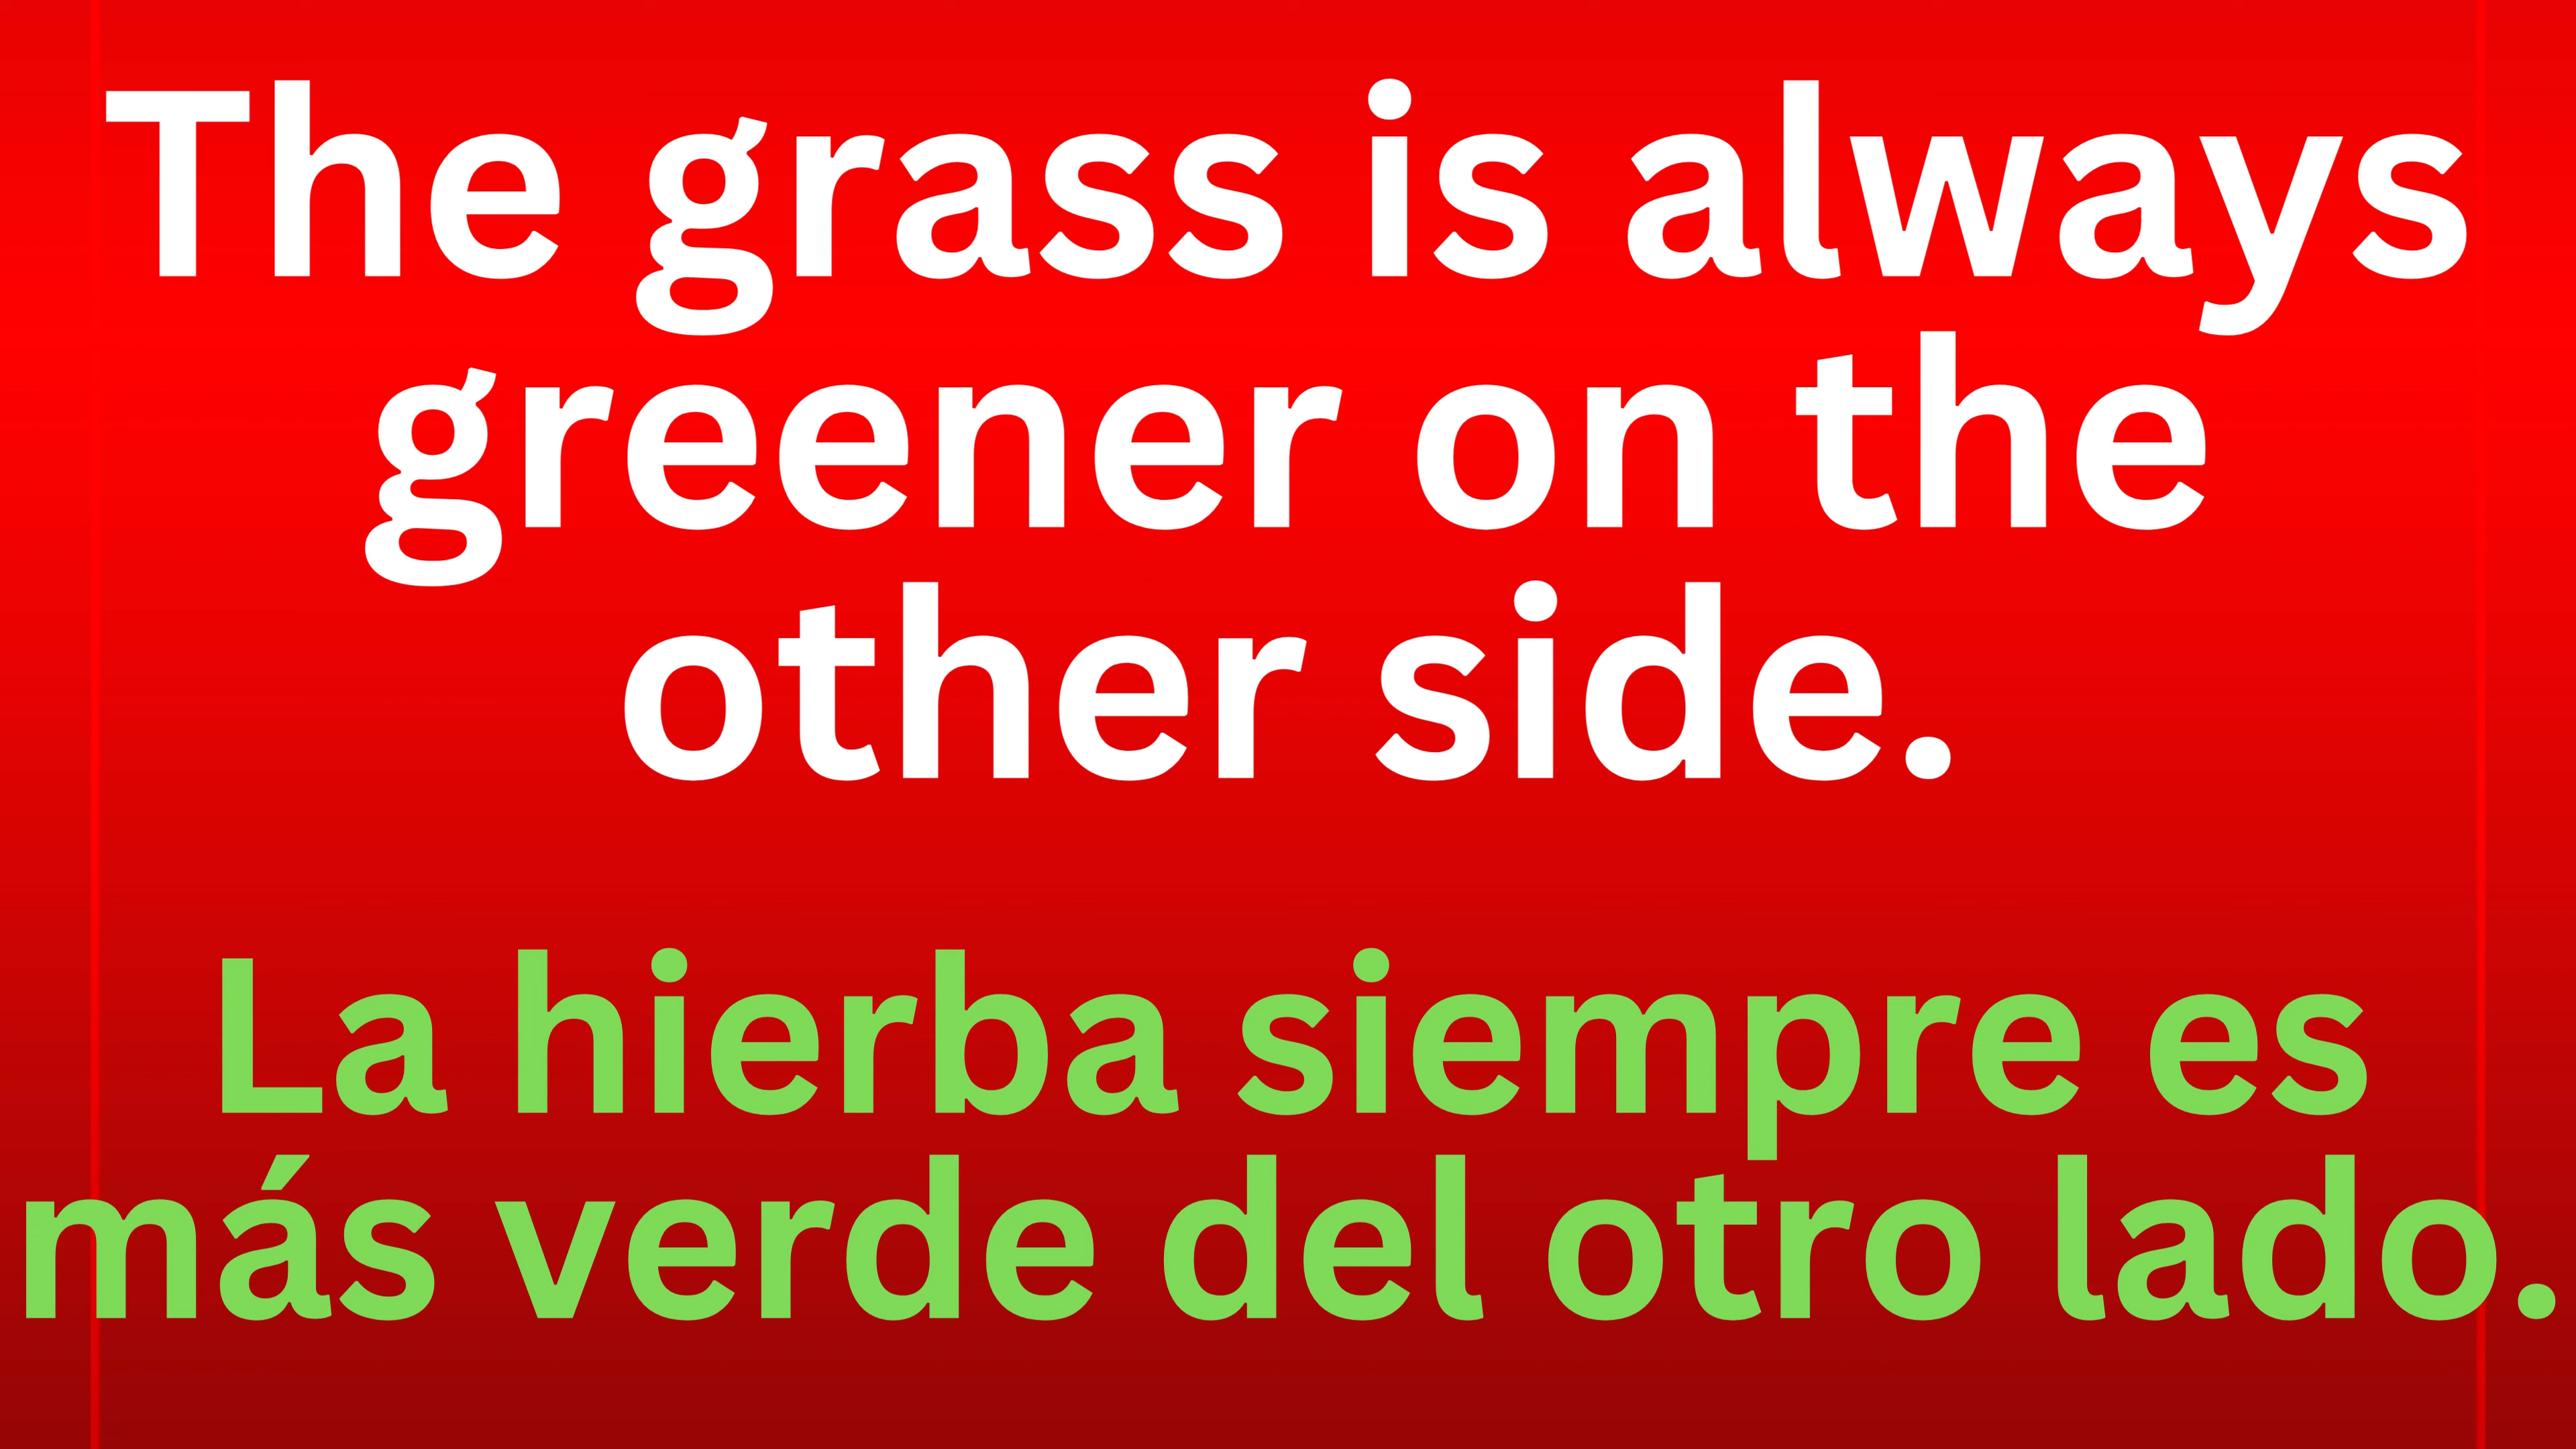 The grass is always
greener on the
other side.
La hierba siempre es
más verde del otro lado.